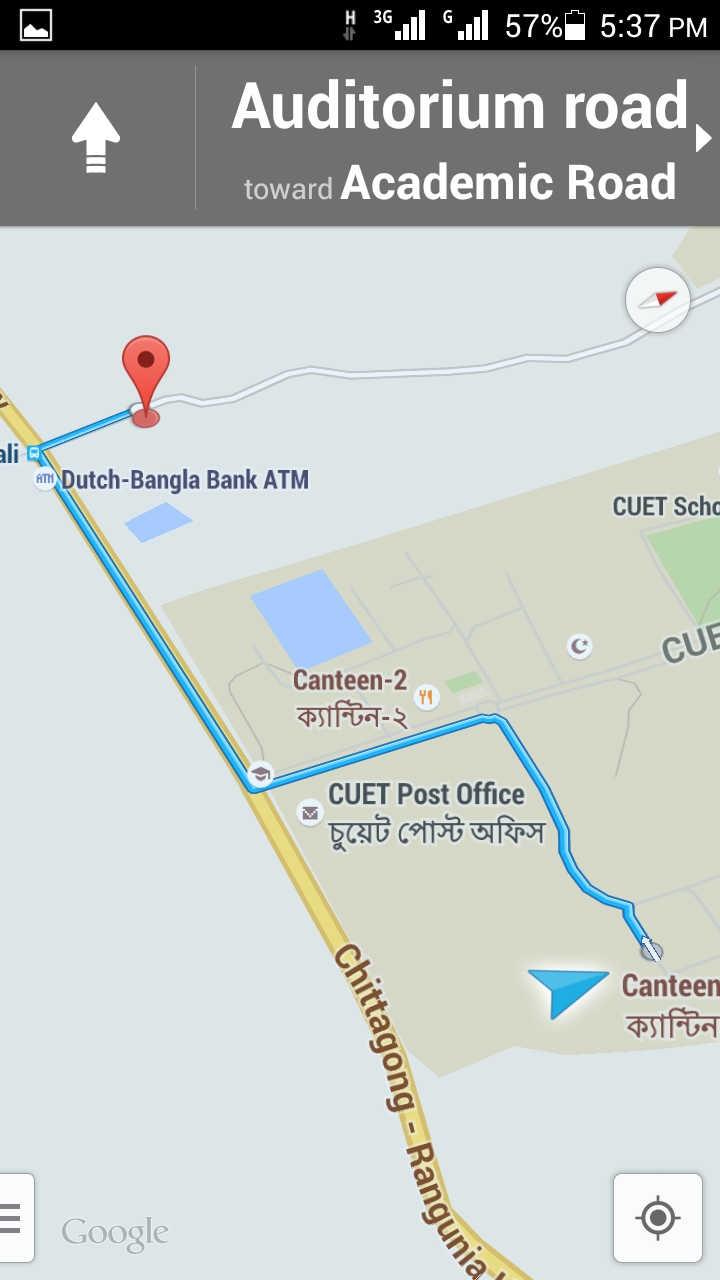 H 3G G 57% 5:37 PM
Auditorium road
toward Academic Road
ali
Dutch-Bangla Bank ATM
ATM
CUET Scho
CUE
Canteen-2
ক্যান্টিন-২
CUET Post Office
চুয়েট পোস্ট অফিস
Canteen
ক্যান্টিন
Chittagong - Rangunia
Google